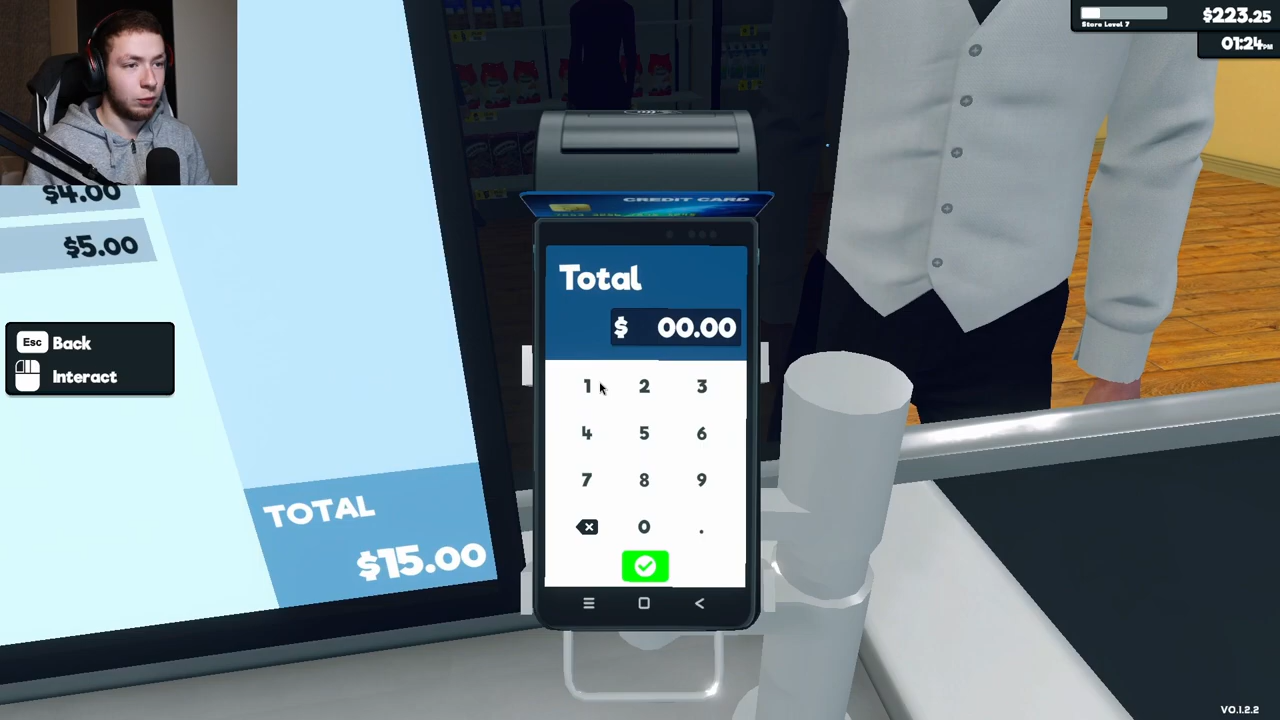 $223.25
Store Level 7
01:24PM
$4.00
$5.00
CREDIT CARD
Total
$ 00.00
Esc Back
Interact
1 2 3
4 5 6
7 8 9
0 .
TOTAL
$15.00
V0.1.2.2